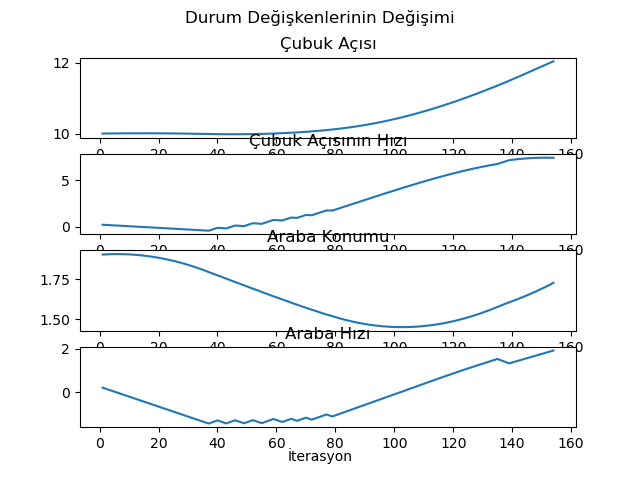 Durum Değişkenlerinin Değişimi
Çubuk Açısı
12
10
0 20 40 60 80 100 120 140 160
Çubuk Açısının Hızı
5
0
0 20 40 60 80 100 120 140 160
Araba Konumu
1.75
1.50
0 20 40 60 80 100 120 140 160
Araba Hızı
2
0
0 20 40 60 80 100 120 140 160
İterasyon